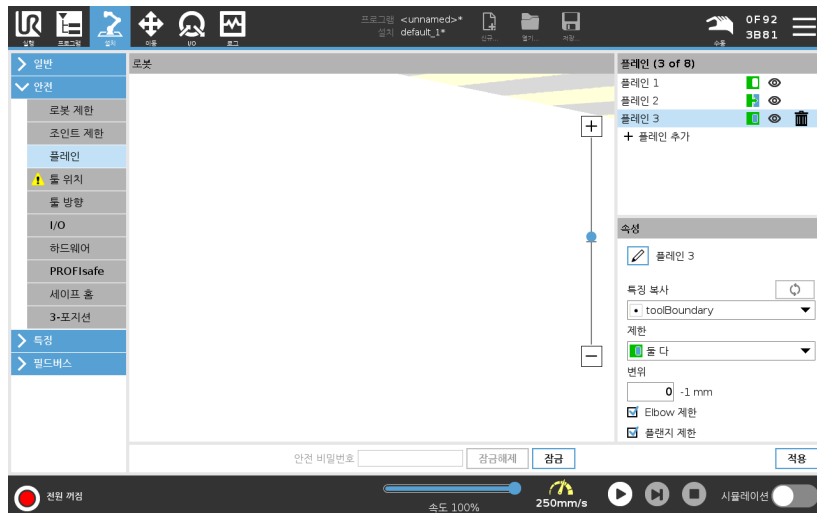 UR
실행
프로그램
설치
이동
I/O
로그
프로그램 <unnamed>*
설치 default_1*
신규...
열기...
저장...
수동
0F92
3B81
일반
안전
로봇 제한
조인트 제한
플레인
툴 위치
툴 방향
I/O
하드웨어
PROFIsafe
세이프 홈
3-포지션
특징
필드버스
로봇
플레인 (3 of 8)
플레인 1
플레인 2
플레인 3
+ 플레인 추가
속성
플레인 3
특징 복사
toolBoundary
제한
둘 다
변위
0 -1 mm
Elbow 제한
플랜지 제한
안전 비밀번호
잠금해제
잠금
적용
전원 꺼짐
속도 100%
250mm/s
시뮬레이션